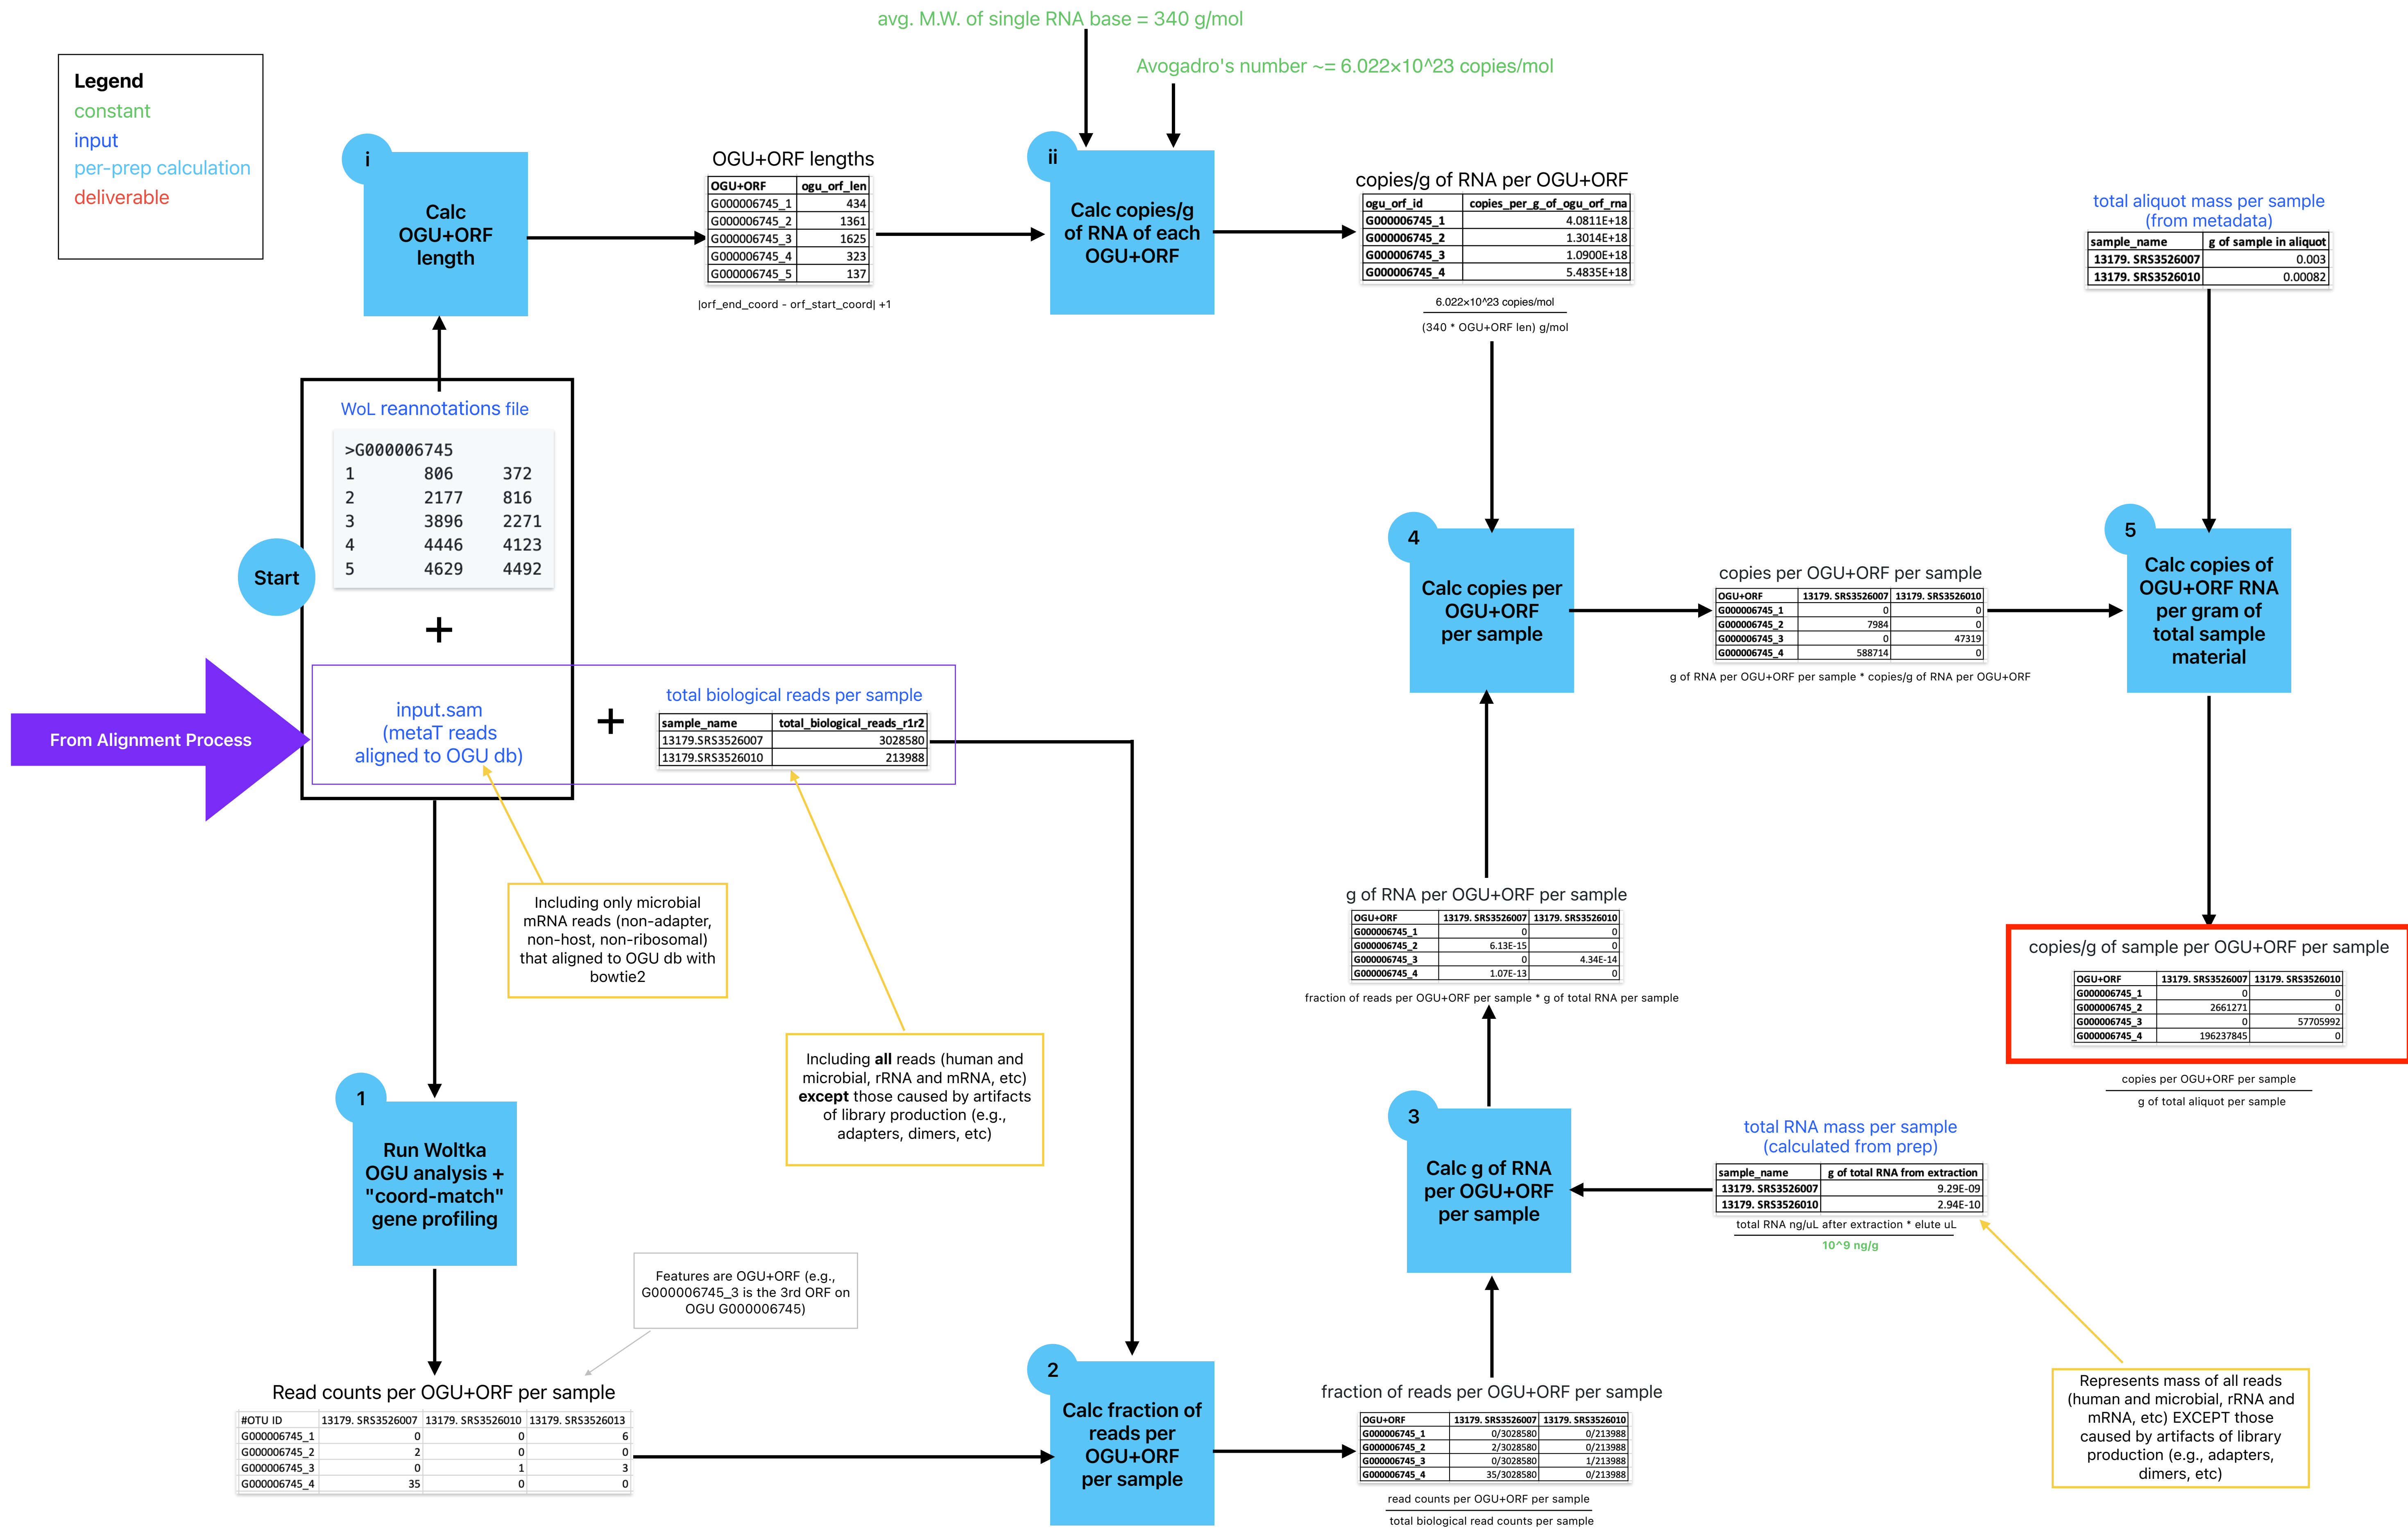 avg. M.W. of single RNA base = 340 g/mol
Avogadro's number ~= 6.022×10^23 copies/mol
Legend
constant
input
per-prep calculation
deliverable
i
Calc
OGU+ORF
length
OGU+ORF lengths
OGU+ORF ogu_orf_len
G000006745_1 434
G000006745_2 1361
G000006745_3 1625
G000006745_4 323
G000006745_5 137
|orf_end_coord - orf_start_coord| +1
ii
Calc copies/g
of RNA of each
OGU+ORF
copies/g of RNA per OGU+ORF
ogu_orf_id copies_per_g_of_ogu_orf_rna
G000006745_1 4.0811E+18
G000006745_2 1.3014E+18
G000006745_3 1.0900E+18
G000006745_4 5.4835E+18
6.022×10^23 copies/mol
(340 * OGU+ORF len) g/mol
total aliquot mass per sample
(from metadata)
sample_name g of sample in aliquot
13179. SRS3526007 0.003
13179. SRS3526010 0.00082
Start
WoL reannotations file
>G000006745
1 806 372
2 2177 816
3 3896 2271
4 4446 4123
5 4629 4492
+
From Alignment Process
input.sam
(metaT reads
aligned to OGU db)
+
total biological reads per sample
sample_name total_biological_reads_r1r2
13179.SRS3526007 3028580
13179.SRS3526010 213988
Including only microbial
mRNA reads (non-adapter,
non-host, non-ribosomal)
that aligned to OGU db with
bowtie2
Including all reads (human and
microbial, rRNA and mRNA, etc)
except those caused by artifacts
of library production (e.g.,
adapters, dimers, etc)
1
Run Woltka
OGU analysis +
"coord-match"
gene profiling
Features are OGU+ORF (e.g.,
G000006745_3 is the 3rd ORF on
OGU G000006745)
Read counts per OGU+ORF per sample
#OTU ID 13179. SRS3526007 13179. SRS3526010 13179. SRS3526013
G000006745_1 0 0 6
G000006745_2 2 0 0
G000006745_3 0 1 3
G000006745_4 35 0 0
2
Calc fraction of
reads per
OGU+ORF
per sample
fraction of reads per OGU+ORF per sample
OGU+ORF 13179. SRS3526007 13179. SRS3526010
G000006745_1 0/3028580 0/213988
G000006745_2 2/3028580 0/213988
G000006745_3 0/3028580 1/213988
G000006745_4 35/3028580 0/213988
read counts per OGU+ORF per sample
total biological read counts per sample
3
Calc g of RNA
per OGU+ORF
per sample
total RNA mass per sample
(calculated from prep)
sample_name g of total RNA from extraction
13179. SRS3526007 9.29E-09
13179. SRS3526010 2.94E-10
total RNA ng/uL after extraction * elute uL
10^9 ng/g
Represents mass of all reads
(human and microbial, rRNA and
mRNA, etc) EXCEPT those
caused by artifacts of library
production (e.g., adapters,
dimers, etc)
g of RNA per OGU+ORF per sample
OGU+ORF 13179. SRS3526007 13179. SRS3526010
G000006745_1 0 0
G000006745_2 6.13E-15 0
G000006745_3 0 4.34E-14
G000006745_4 1.07E-13 0
fraction of reads per OGU+ORF per sample * g of total RNA per sample
4
Calc copies per
OGU+ORF
per sample
copies per OGU+ORF per sample
OGU+ORF 13179. SRS3526007 13179. SRS3526010
G000006745_1 0 0
G000006745_2 7984 0
G000006745_3 0 47319
G000006745_4 588714 0
g of RNA per OGU+ORF per sample * copies/g of RNA per OGU+ORF
5
Calc copies of
OGU+ORF RNA
per gram of
total sample
material
copies/g of sample per OGU+ORF per sample
OGU+ORF 13179. SRS3526007 13179. SRS3526010
G000006745_1 0 0
G000006745_2 2661271 0
G000006745_3 0 57705992
G000006745_4 196237845 0
copies per OGU+ORF per sample
g of total aliquot per sample